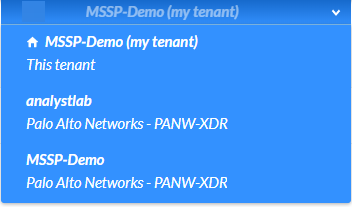 MSSP-Demo (my tenant)
MSSP-Demo (my tenant)
This tenant
analystlab
Palo Alto Networks - PANW-XDR
MSSP-Demo
Palo Alto Networks - PANW-XDR